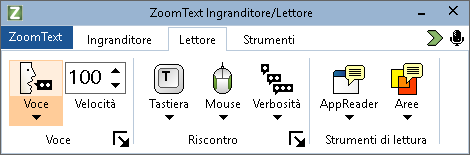 ZoomText Ingranditore/Lettore
ZoomText Ingranditore Lettore Strumenti
100 T
Voce Velocità Tastiera Mouse Verbosità AppReader Aree
Voce Riscontro Strumenti di lettura